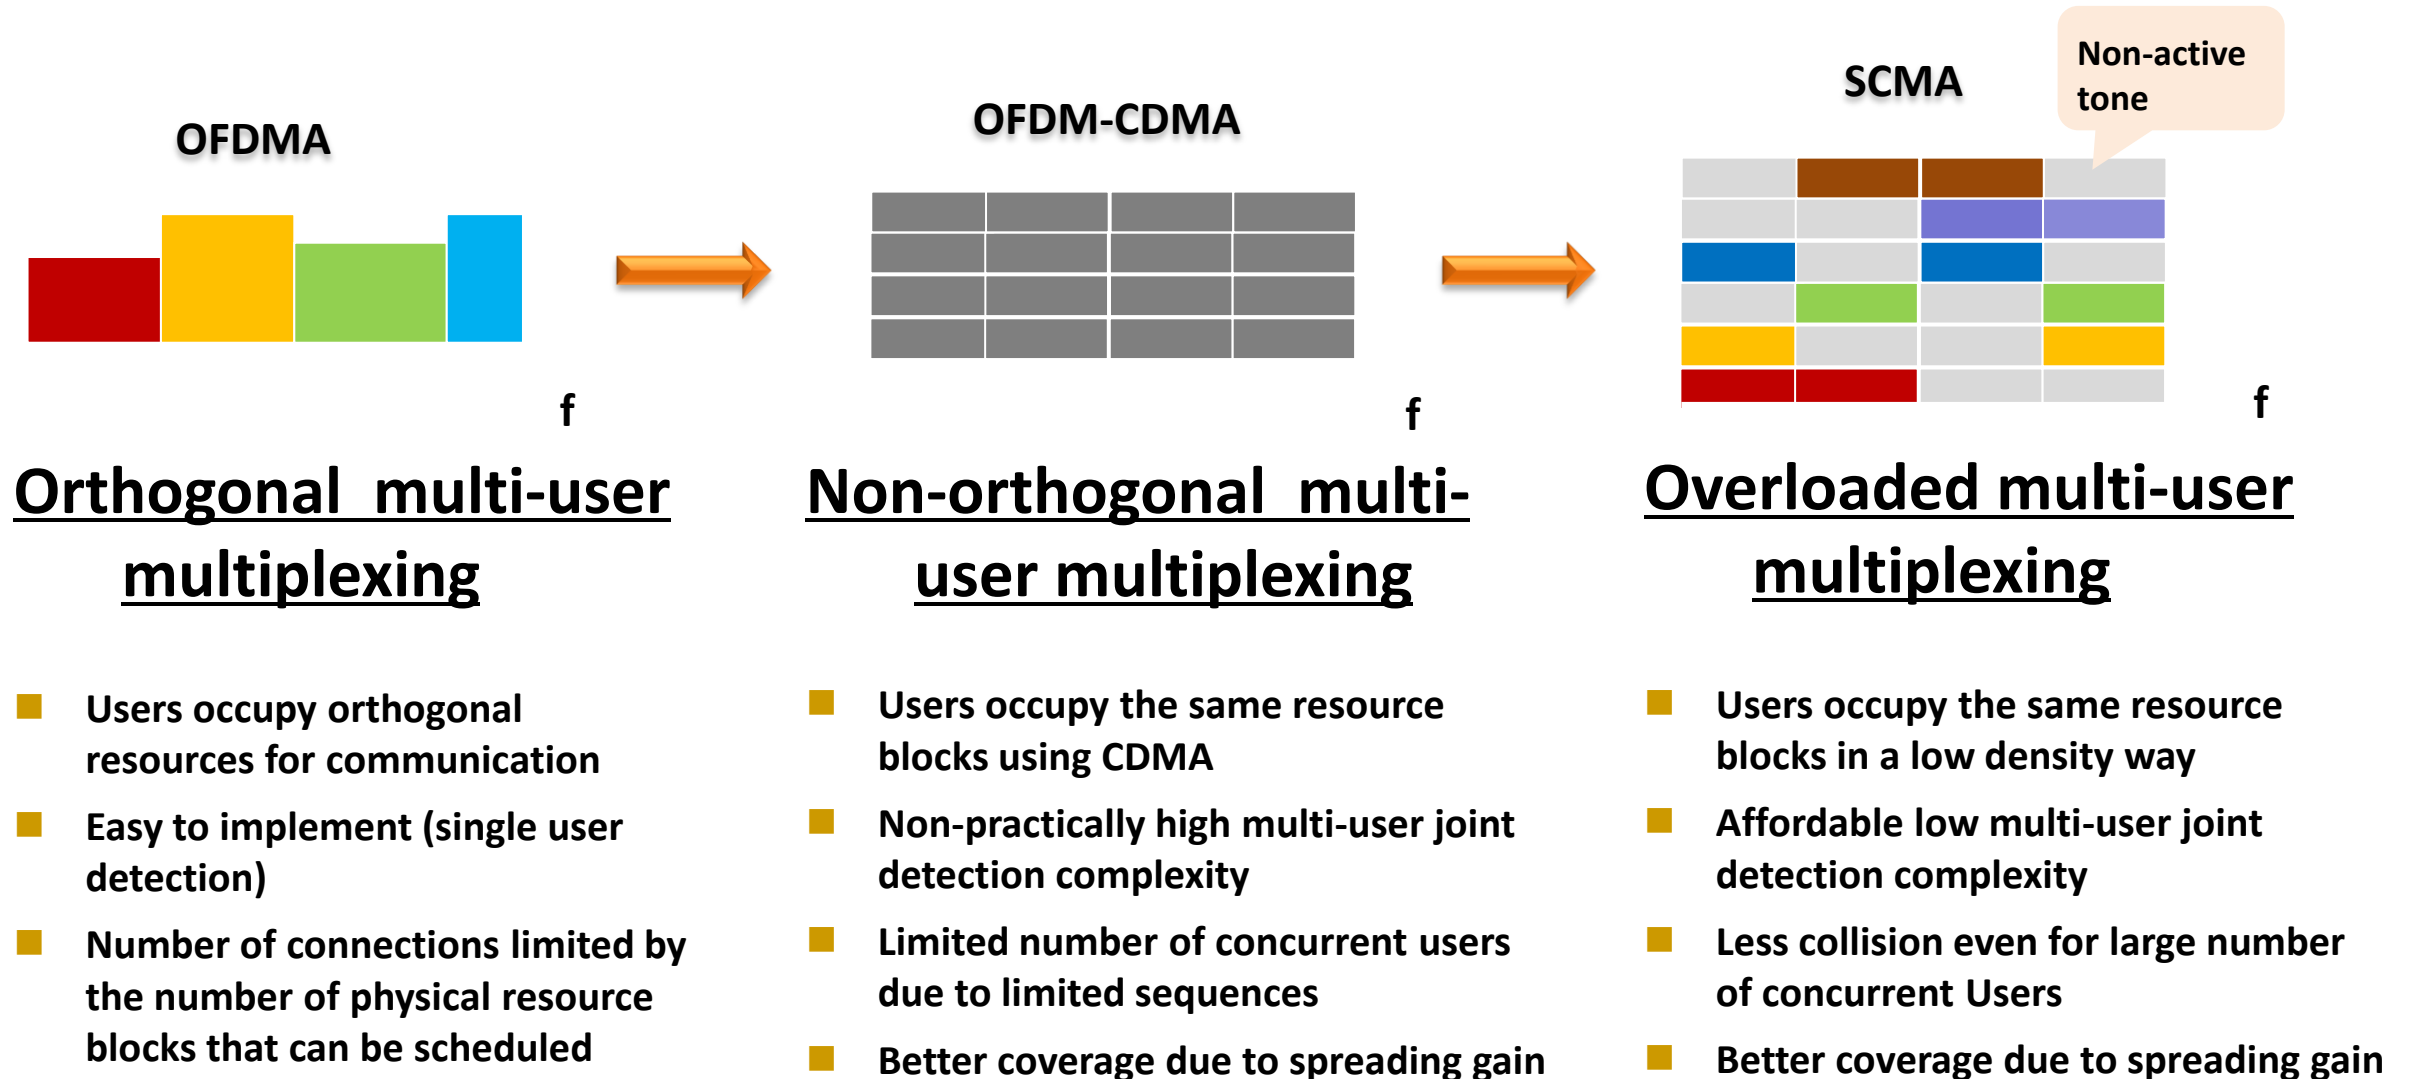 OFDMA
OFDM-CDMA
SCMA
Non-active
tone
f
f
f
Orthogonal multi-user
multiplexing
Users occupy orthogonal
resources for communication
Easy to implement (single user
detection)
Number of connections limited by
the number of physical resource
blocks that can be scheduled
Non-orthogonal multi-
user multiplexing
Users occupy the same resource
blocks using CDMA
Non-practically high multi-user joint
detection complexity
Limited number of concurrent users
due to limited sequences
Better coverage due to spreading gain
Overloaded multi-user
multiplexing
Users occupy the same resource
blocks in a low density way
Affordable low multi-user joint
detection complexity
Less collision even for large number
of concurrent Users
Better coverage due to spreading gain